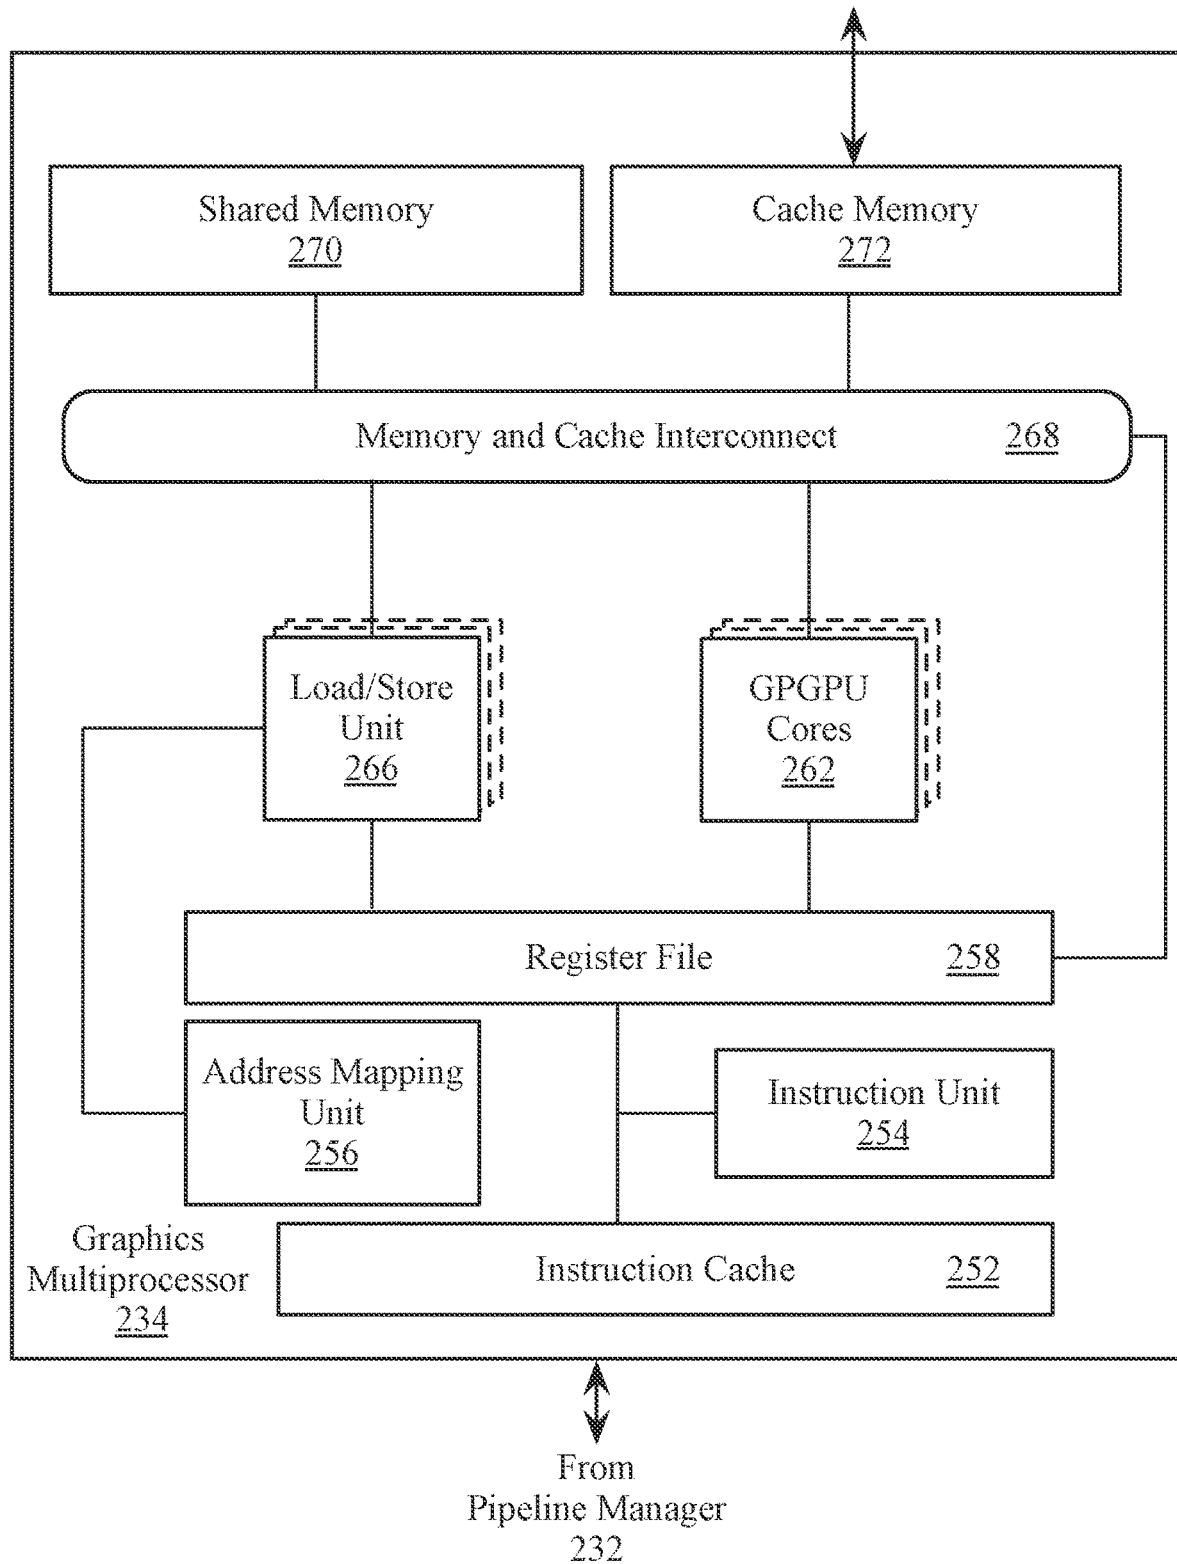 Shared Memory
270
Cache Memory
272
Memory and Cache Interconnect 268
Load/Store
Unit
266
GPGPU
Cores
262
Register File 258
Address Mapping
Unit
256
Instruction Unit
254
Graphics
Multiprocessor
234
Instruction Cache 252
From
Pipeline Manager
232